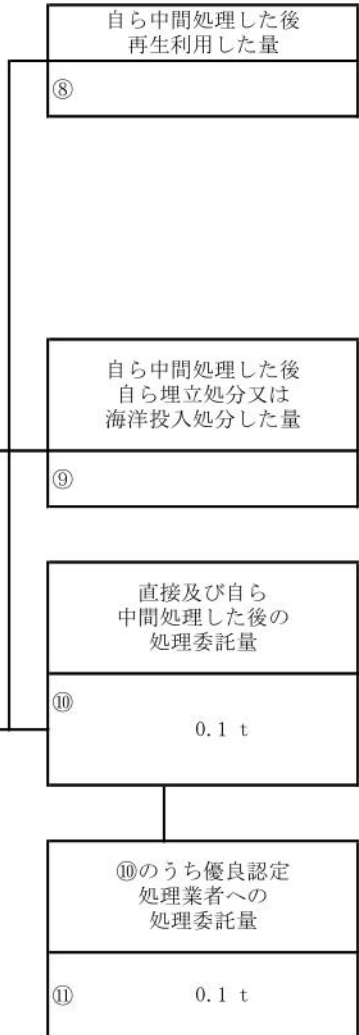 自ら中間処理した後
再生利用した量
⑧
自ら中間処理した後
自ら埋立処分又は
海洋投入処分した量
⑨
直接及び自ら
中間処理した後の
処理委託量
⑩
0.1 t
⑩のうち優良認定
処理業者への
処理委託量
⑪ 0.1 t